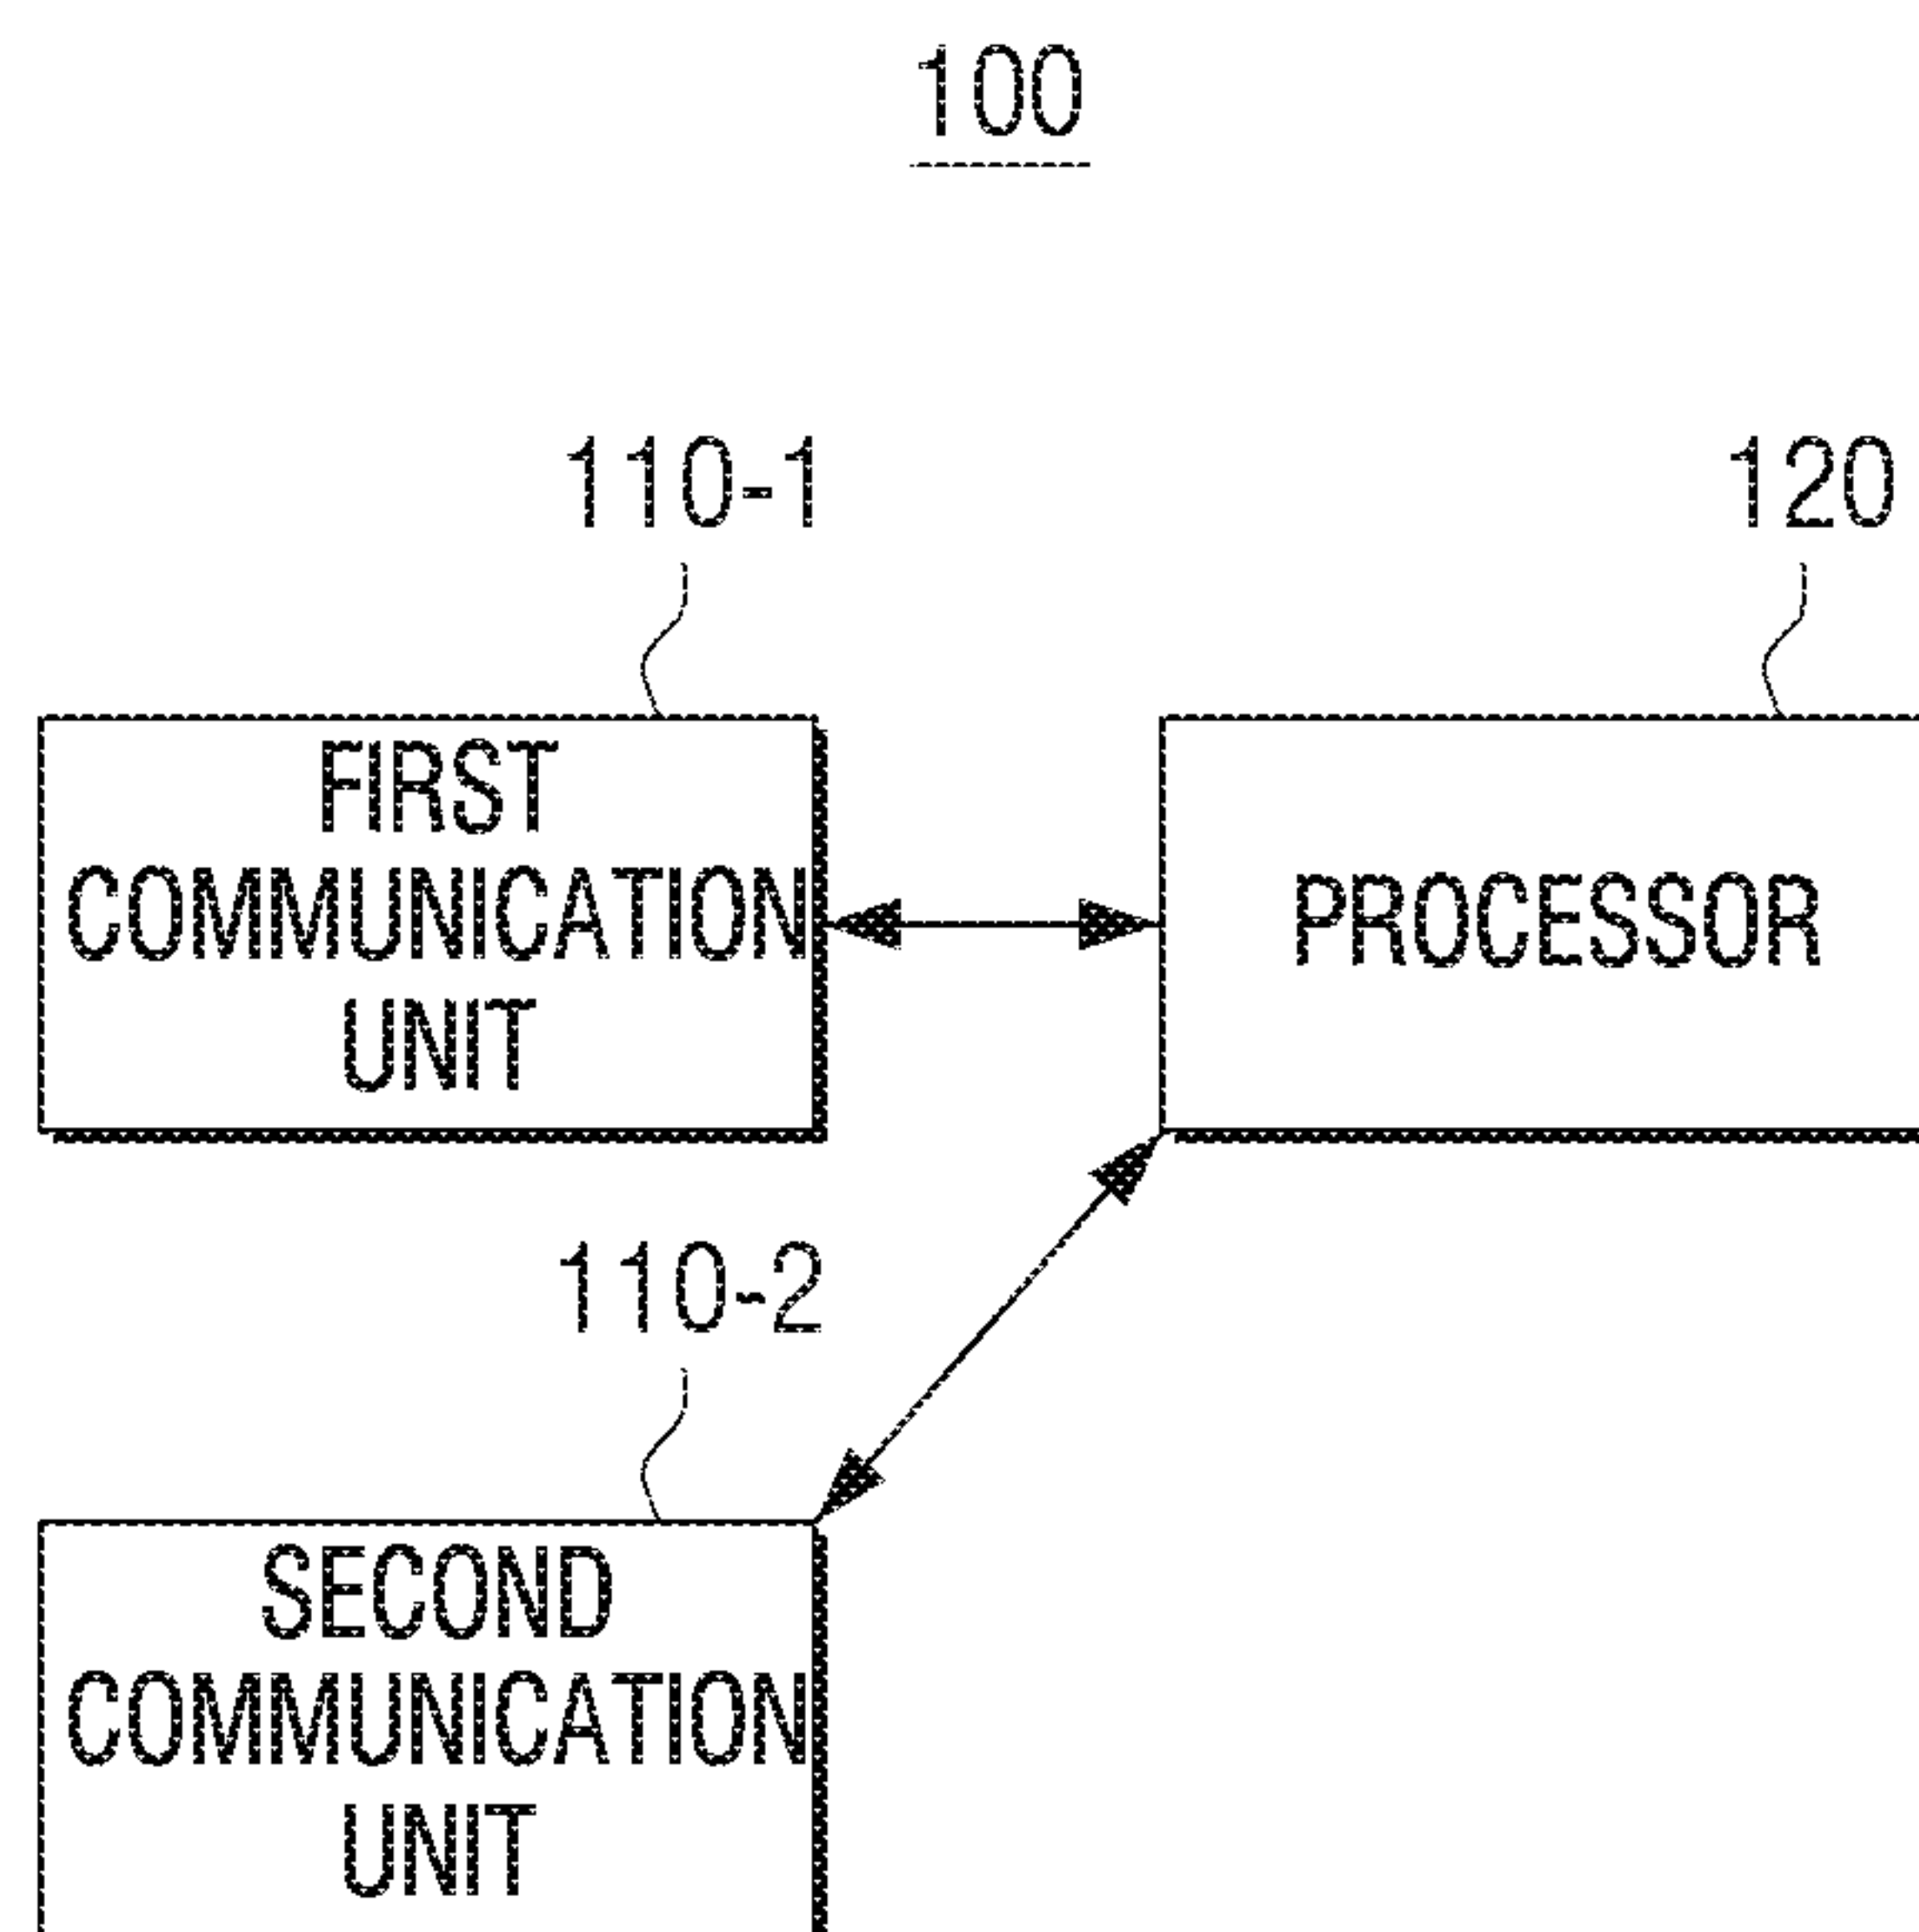 100
110-1
120
FIRST
COMMUNICATION
UNIT
PROCESSOR
110-2
SECOND
COMMUNICATION
UNIT